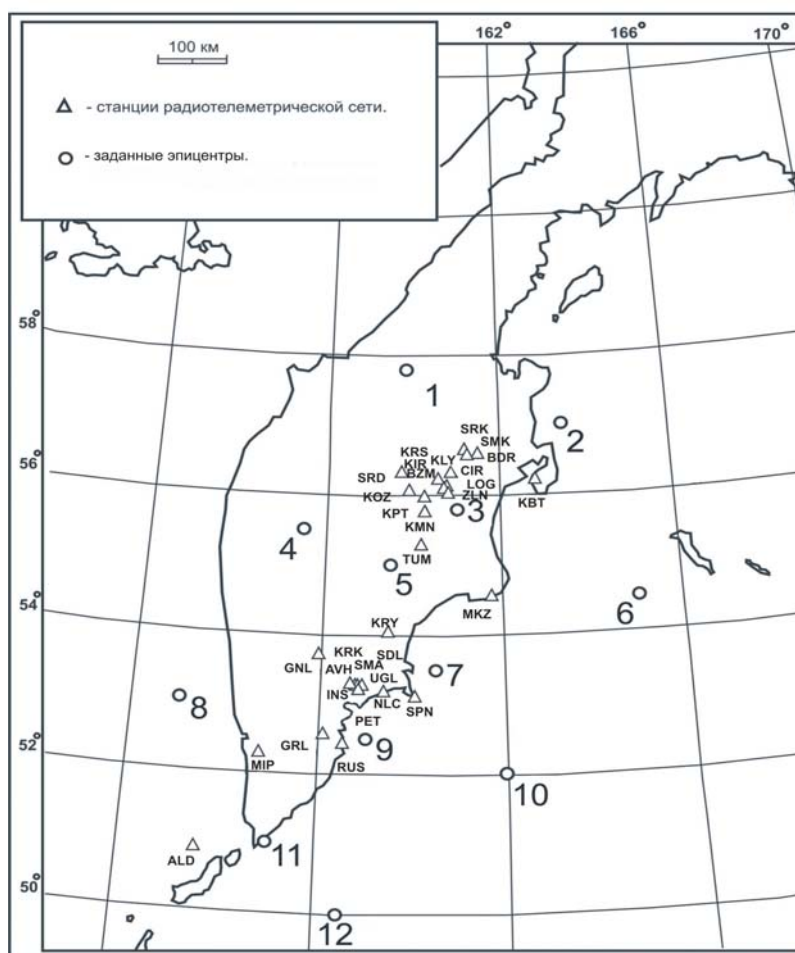 162° 166° 170°
100 км
- станции радиотелеметрической сети.
- заданные эпицентры.
58°
1
2
SRK
SMK
KRS
KLY
BDR
KIR
CIR
56°
SRD
BZM
LOG
KOZ
ZLN
KBT
KPT
3
KMN
4
TUM
5
54°
MKZ
6
KRY
KRK
SDL
GNL
AVH
SMA
UGL
7
INS
NLC
8
SPN
PET
52°
GRL
9
MIP
RUS
10
ALD
11
50°
12